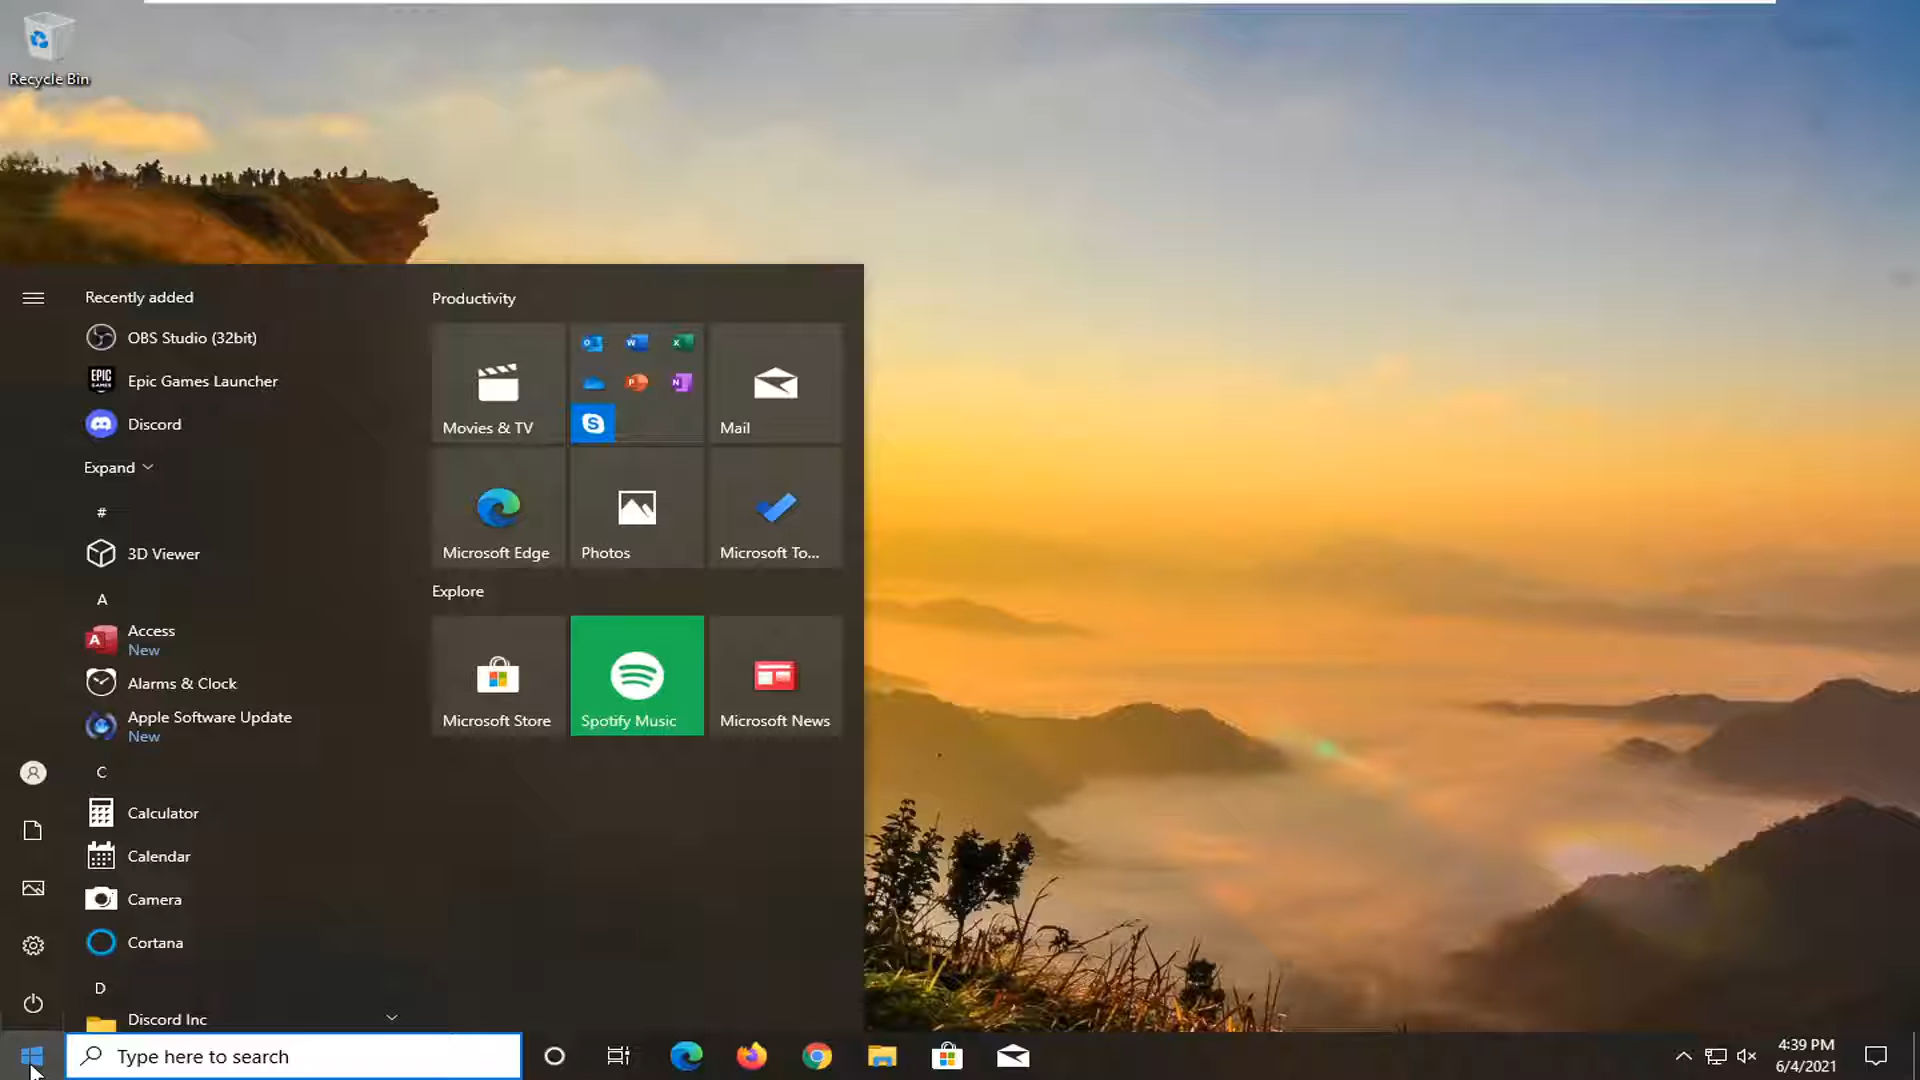 Recycle Bin
Recently added
OBS Studio (32bit)
EPIC GAMES
Epic Games Launcher
Discord
Expand
#
3D Viewer
A
A
Access
New
Alarms & Clock
Apple Software Update
New
C
Calculator
Calendar
Camera
Cortana
D
Discord Inc
Productivity
O W X
P N
S
Movies & TV
Mail
Microsoft Edge
Photos
Microsoft To...
Explore
Microsoft Store
Spotify Music
Microsoft News
Type here to search
4:39 PM
6/4/2021